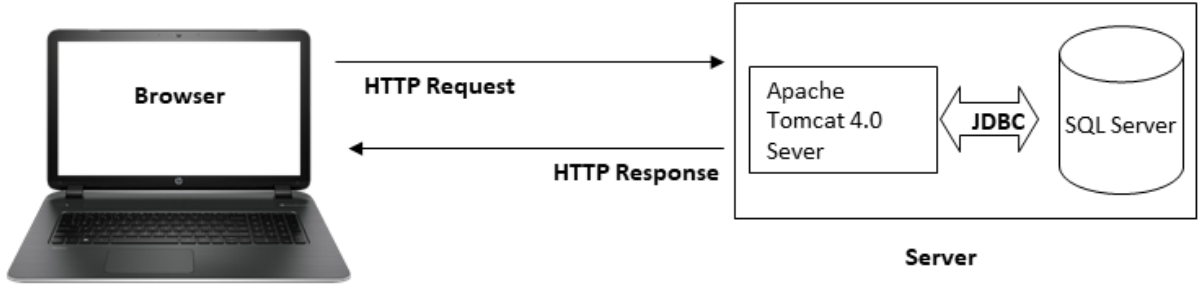 Browser
HTTP Request
HTTP Response
Apache
Tomcat 4.0
Sever
JDBC
SQL Server
Server